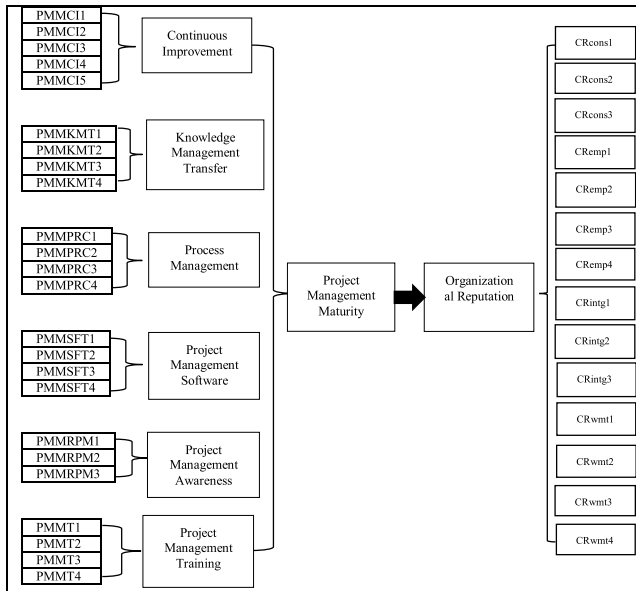 PMMCI1
PMMCI2
PMMCI3
PMMCI4
PMMCI5
Continuous
Improvement
PMMKMT1
PMMKMT2
PMMKMT3
PMMKMT4
Knowledge
Management
Transfer
PMMPRC1
PMMPRC2
PMMPRC3
PMMPRC4
Process
Management
PMMSFT1
PMMSFT2
PMMSFT3
PMMSFT4
Project
Management
Software
PMMRPM1
PMMRPM2
PMMRPM3
Project
Management
Awareness
PMMT1
PMMT2
PMMT3
PMMT4
Project
Management
Training
Project
Management
Maturity
Organization
al Reputation
CRcons1
CRcons2
CRcons3
CRemp1
CRemp2
CRemp3
CRemp4
CRintg1
CRintg2
CRintg3
CRwmt1
CRwmt2
CRwmt3
CRwmt4